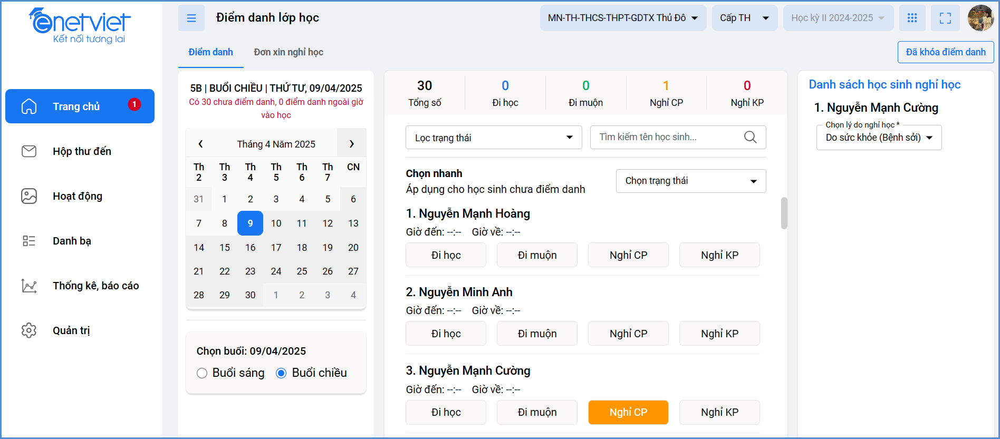 enetviet
Kết nối tương lai
Trang chủ
1
Hộp thư đến
Hoạt động
Danh bạ
Thống kê, báo cáo
Quản trị
Điểm danh lớp học
MN-TH-THCS-THPT-GDTX Thủ Đô
Cấp TH
Học kỳ II 2024-2025
Điểm danh
Đơn xin nghỉ học
Đã khóa điểm danh
5B | BUỔI CHIỀU | THỨ TƯ, 09/04/2025
Có 30 chưa điểm danh, 0 điểm danh ngoài giờ
vào học
Tháng 4 Năm 2025
Th 2 Th 3 Th 4 Th 5 Th 6 Th 7 CN
31 1 2 3 4 5 6
7 8 9 10 11 12 13
14 15 16 17 18 19 20
21 22 23 24 25 26 27
28 29 30 1 2 3 4
Chọn buổi: 09/04/2025
Buổi sáng Buổi chiều
30 0 0 1 0
Tổng số Đi học Đi muộn Nghỉ CP Nghỉ KP
Lọc trạng thái
Tìm kiếm tên học sinh...
Chọn nhanh
Áp dụng cho học sinh chưa điểm danh
Chọn trạng thái
1. Nguyễn Mạnh Hoàng
Giờ đến: --:-- Giờ về: --:--
Đi học Đi muộn Nghỉ CP Nghỉ KP
2. Nguyễn Minh Anh
Giờ đến: --:-- Giờ về: --:--
Đi học Đi muộn Nghỉ CP Nghỉ KP
3. Nguyễn Mạnh Cường
Giờ đến: --:-- Giờ về: --:--
Đi học Đi muộn Nghỉ CP Nghỉ KP
Danh sách học sinh nghỉ học
1. Nguyễn Mạnh Cường
Chọn lý do nghỉ học *
Do sức khỏe (Bệnh sởi)